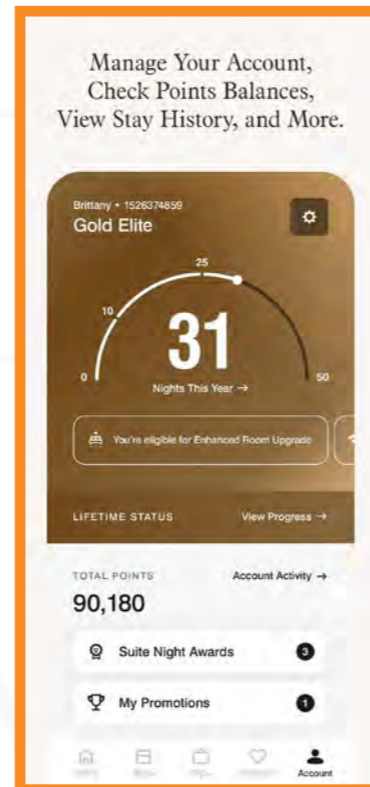 Manage Your Account,
Check Points Balances,
View Stay History, and More.
Brittany • 1526374859
Gold Elite
25
10
31
0
50
Nights This Year →
You're eligible for Enhanced Room Upgrade
LIFETIME STATUS
View Progress →
TOTAL POINTS
Account Activity →
90,180
Suite Night Awards
3
My Promotions
1
Account